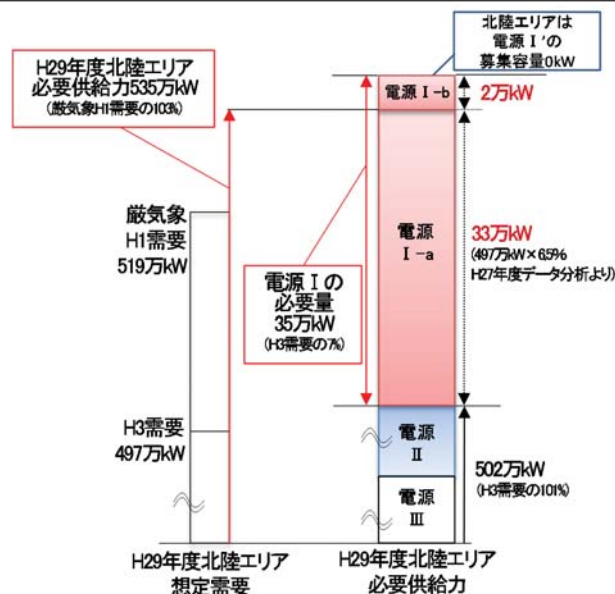 北陸エリアは
電源Ⅰ'の
募集容量0kW
H29年度北陸エリア
必要供給力535万kW
(厳気象H1需要の103%)
電源Ⅰ-b
2万kW
厳気象
H1需要
519万kW
電源
Ⅰ-a
33万kW
(497万kW×6.5%
H27年度データ分析より)
電源Ⅰの
必要量
35万kW
(H3需要の7%)
H3需要
497万kW
電源
Ⅱ
502万kW
(H3需要の101%)
電源
Ⅲ
H29年度北陸エリア
想定需要
H29年度北陸エリア
必要供給力